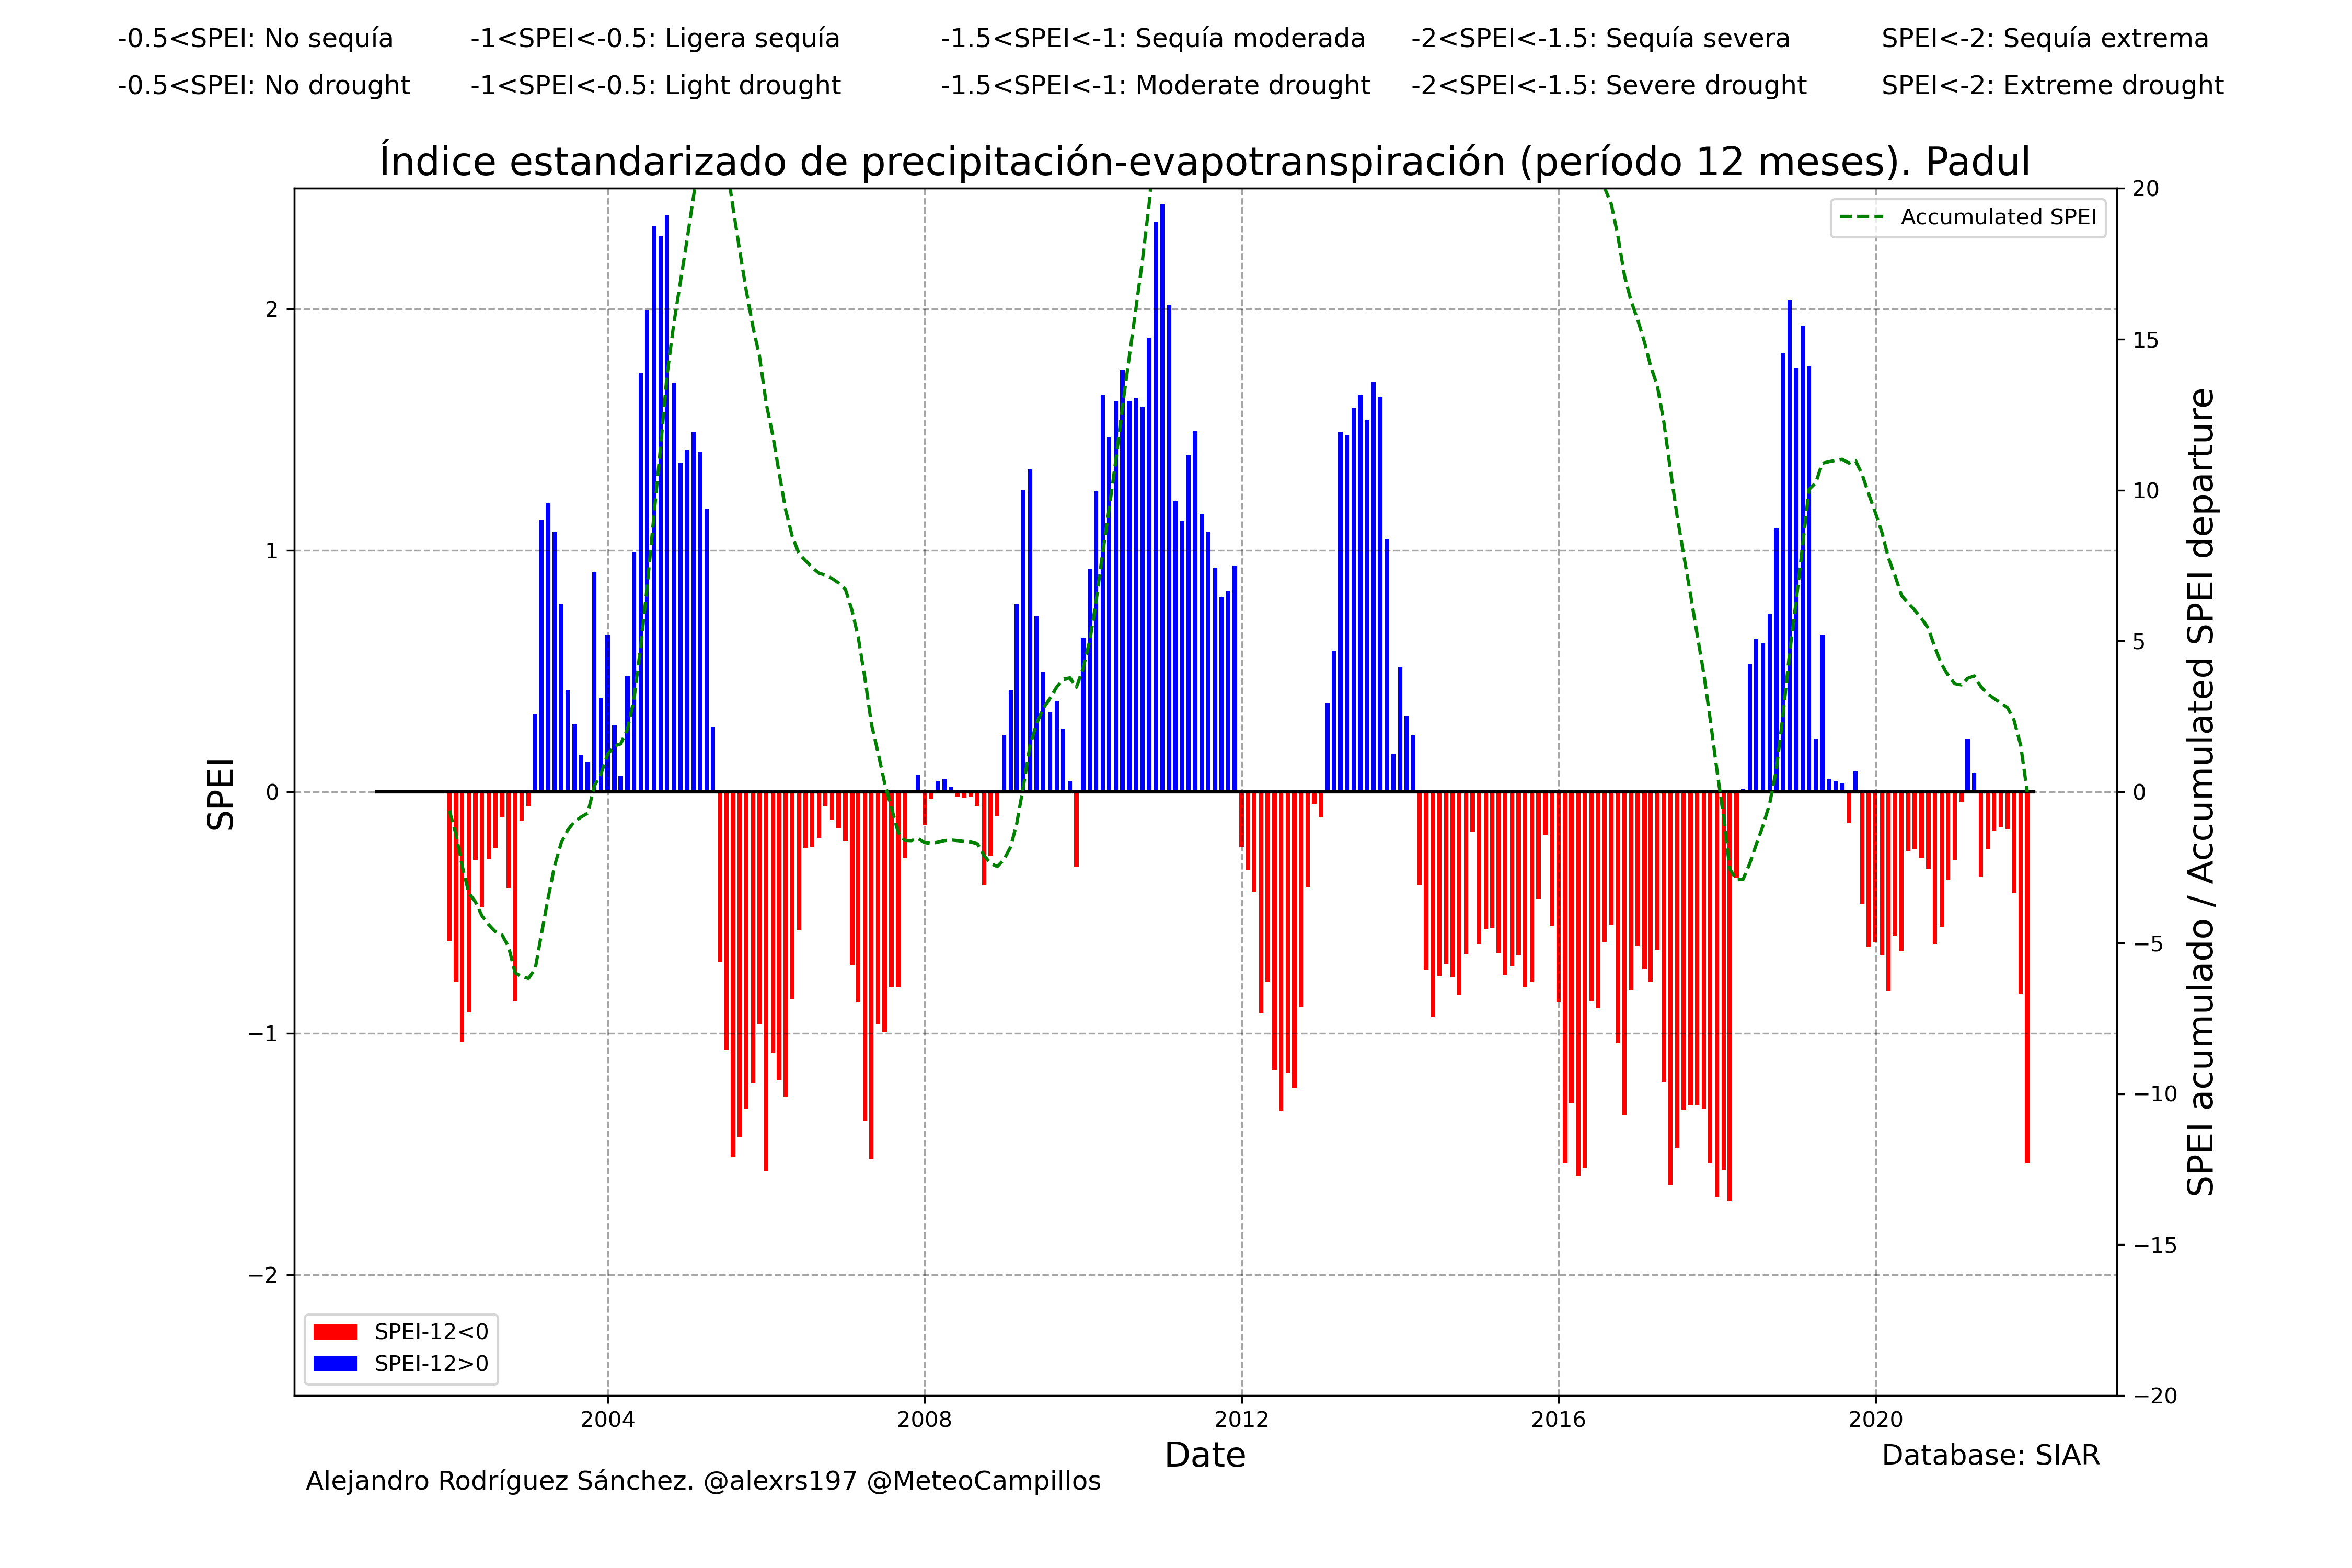 -0.5<SPEI: No sequía -1<SPEI<-0.5: Ligera sequía -1.5<SPEI<-1: Sequía moderada -2<SPEI<-1.5: Sequía severa SPEI<-2: Sequía extrema
-0.5<SPEI: No drought -1<SPEI<-0.5: Light drought -1.5<SPEI<-1: Moderate drought -2<SPEI<-1.5: Severe drought SPEI<-2: Extreme drought
Índice estandarizado de precipitación-evapotranspiración (período 12 meses). Padul
Accumulated SPEI
SPEI
2
1
0
−1
−2
20
15
10
5
0
−5
−10
−15
−20
SPEI acumulado / Accumulated SPEI departure
SPEI-12<0
SPEI-12>0
2004 2008 2012 2016 2020
Date
Database: SIAR
Alejandro Rodríguez Sánchez. @alexrs197 @MeteoCampillos